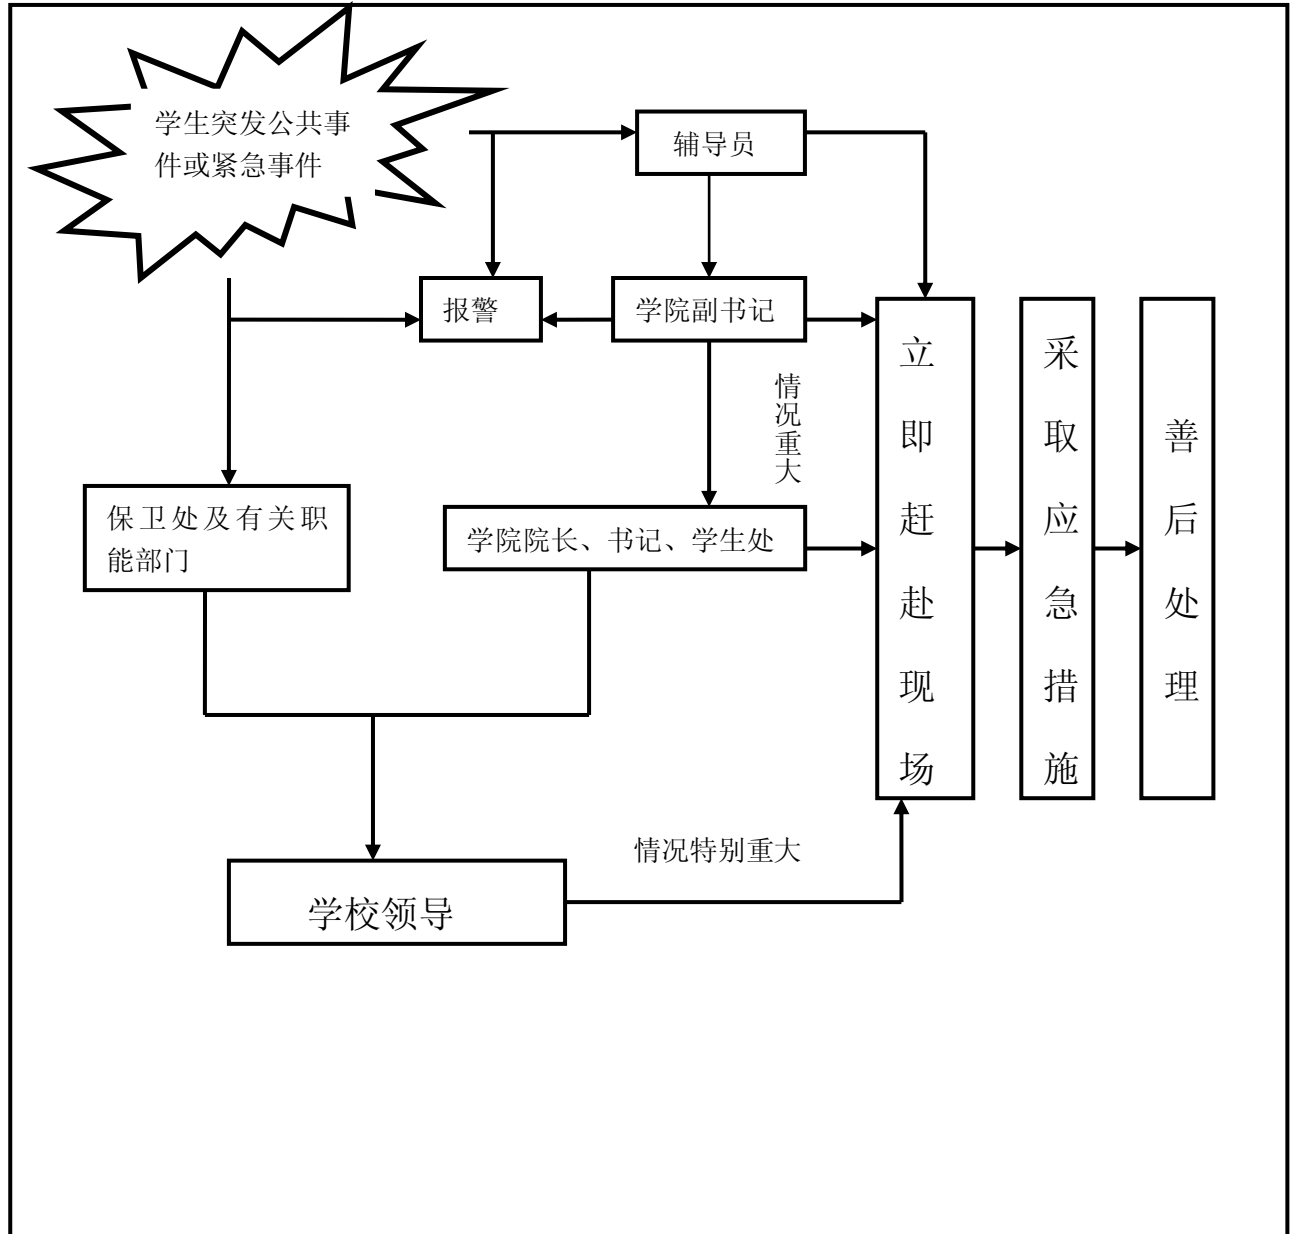 学生突发公共事
件或紧急事件
辅导员
报警
学院副书记
情况重大
保卫处及有关职
能部门
学院院长、书记、学生处
立即赶赴现场
采取应急措施
善后处理
情况特别重大
学校领导